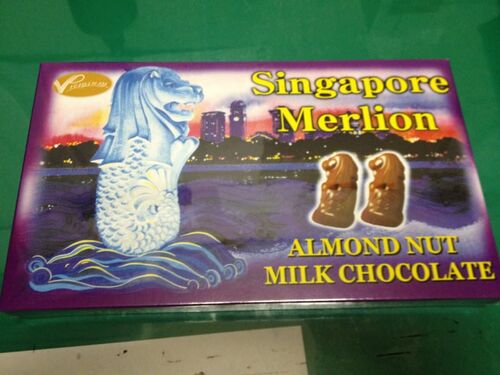 Singapore
Merlion
ALMOND NUT
MILK CHOCOLATE